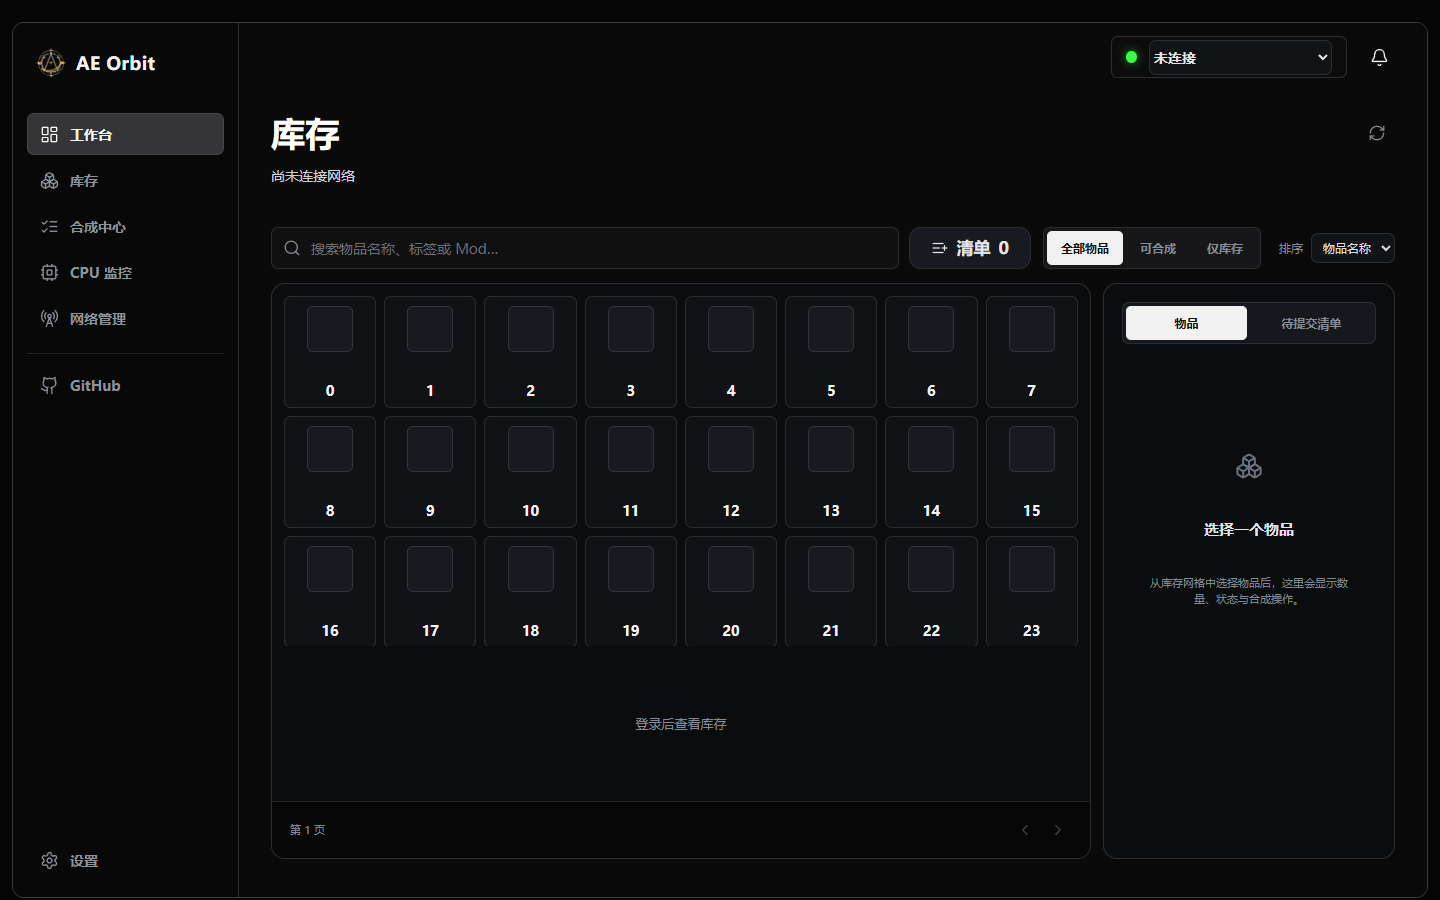 AE Orbit
未连接
工作台
库存
合成中心
CPU 监控
网络管理
GitHub
设置
库存
尚未连接网络
搜索物品名称、标签或 Mod...
清单 0
全部物品
可合成
仅库存
排序
物品名称
0 1 2 3 4 5 6 7
8 9 10 11 12 13 14 15
16 17 18 19 20 21 22 23
登录后查看库存
第 1 页
物品
待提交清单
选择一个物品
从库存网格中选择物品后，这里会显示数
量、状态与合成操作。